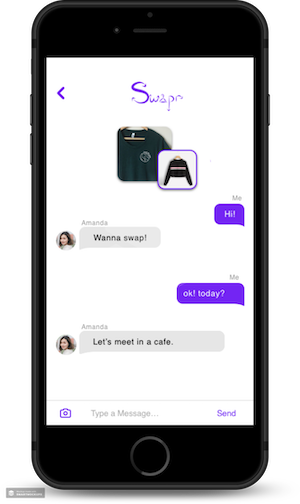 Swapr
Me
Hi!
Amanda
Wanna swap!
Me
ok! today?
Amanda
Let's meet in a cafe.
Type a Message... Send